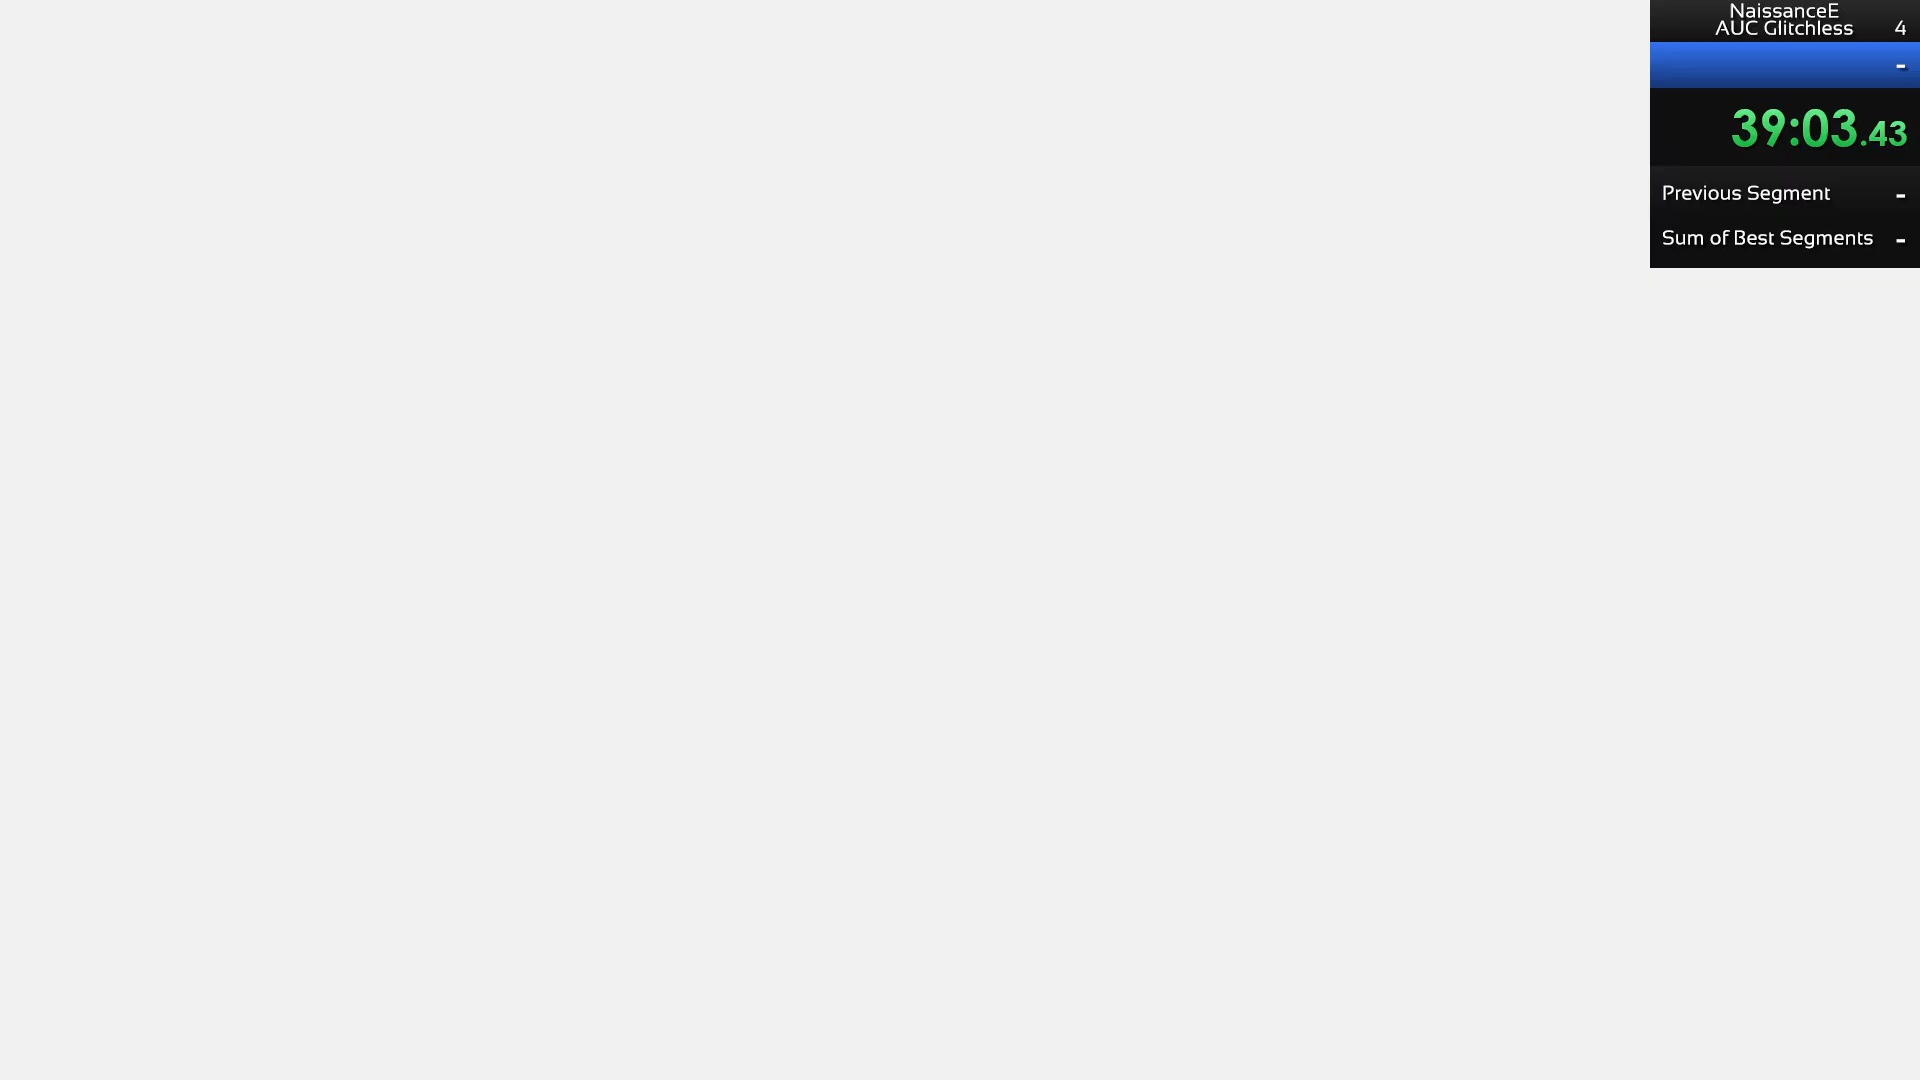 NaissanceE
AUC Glitchless 4
-
39:03.43
Previous Segment -
Sum of Best Segments -